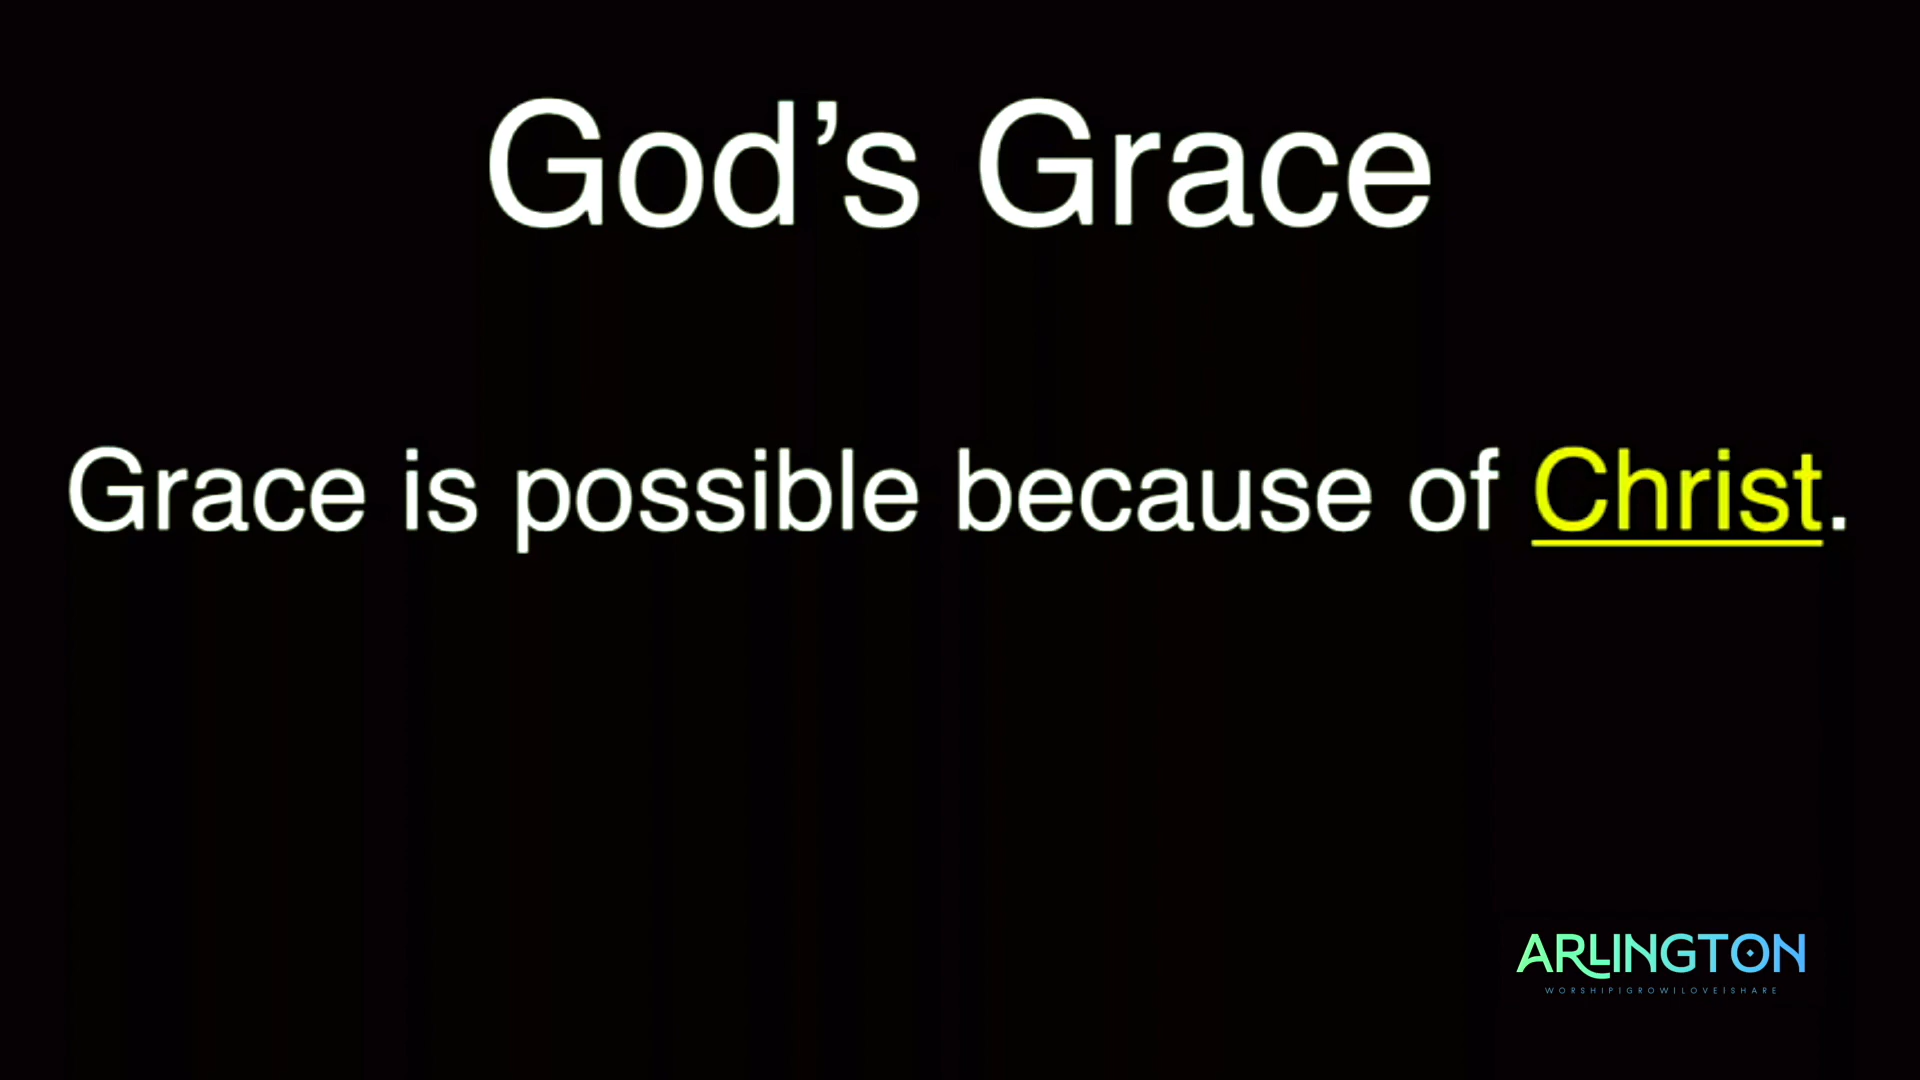 God’s Grace
Grace is possible because of Christ.
ARLINGTON
WORSHIP|GROW|LOVE|SHARE